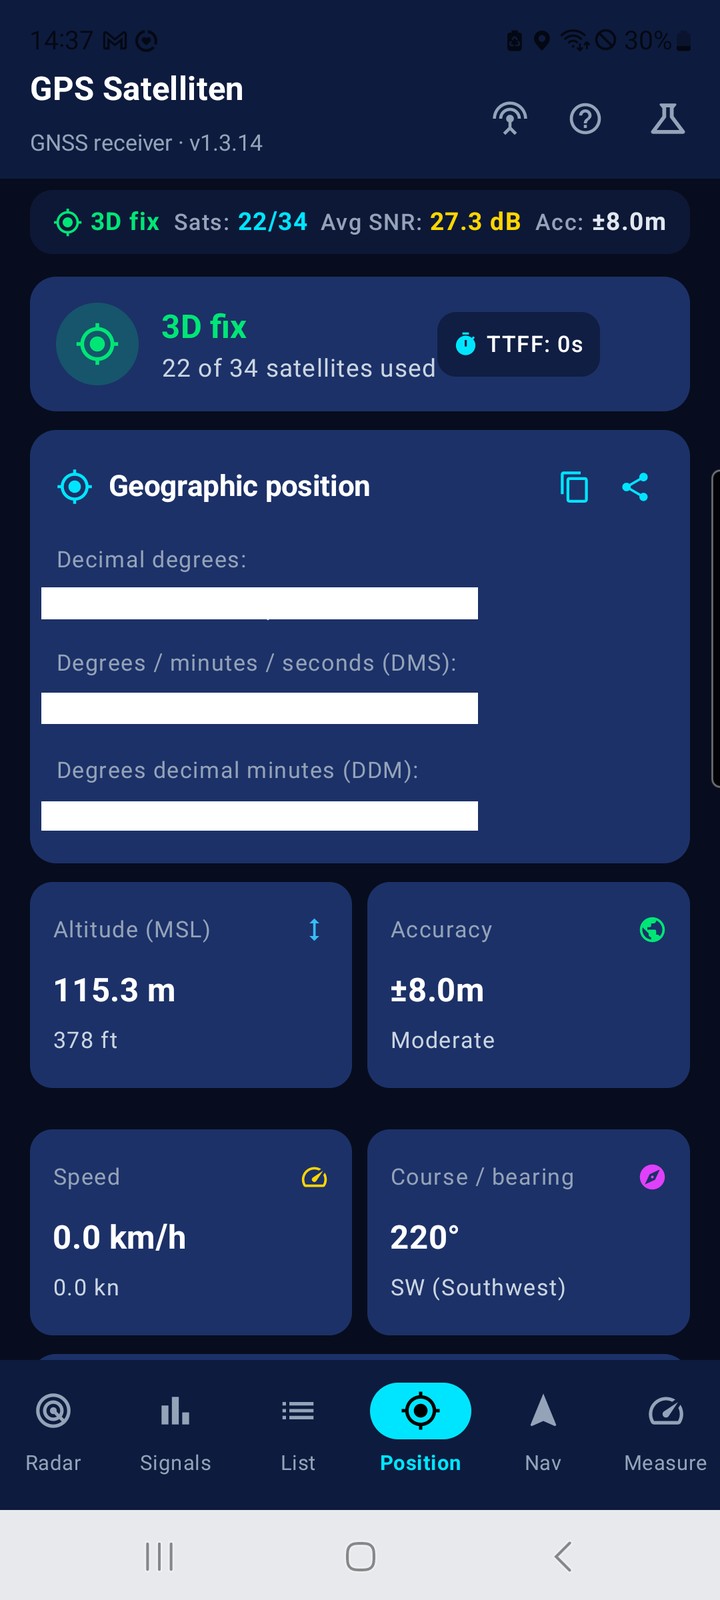 14:37 30%
GPS Satelliten
GNSS receiver · v1.3.14
3D fix Sats: 22/34 Avg SNR: 27.3 dB Acc: ±8.0m
3D fix
22 of 34 satellites used
TTFF: 0s
Geographic position
Decimal degrees:
Degrees / minutes / seconds (DMS):
Degrees decimal minutes (DDM):
Altitude (MSL)
115.3 m
378 ft
Accuracy
±8.0m
Moderate
Speed
0.0 km/h
0.0 kn
Course / bearing
220°
SW (Southwest)
Radar Signals List Position Nav Measure